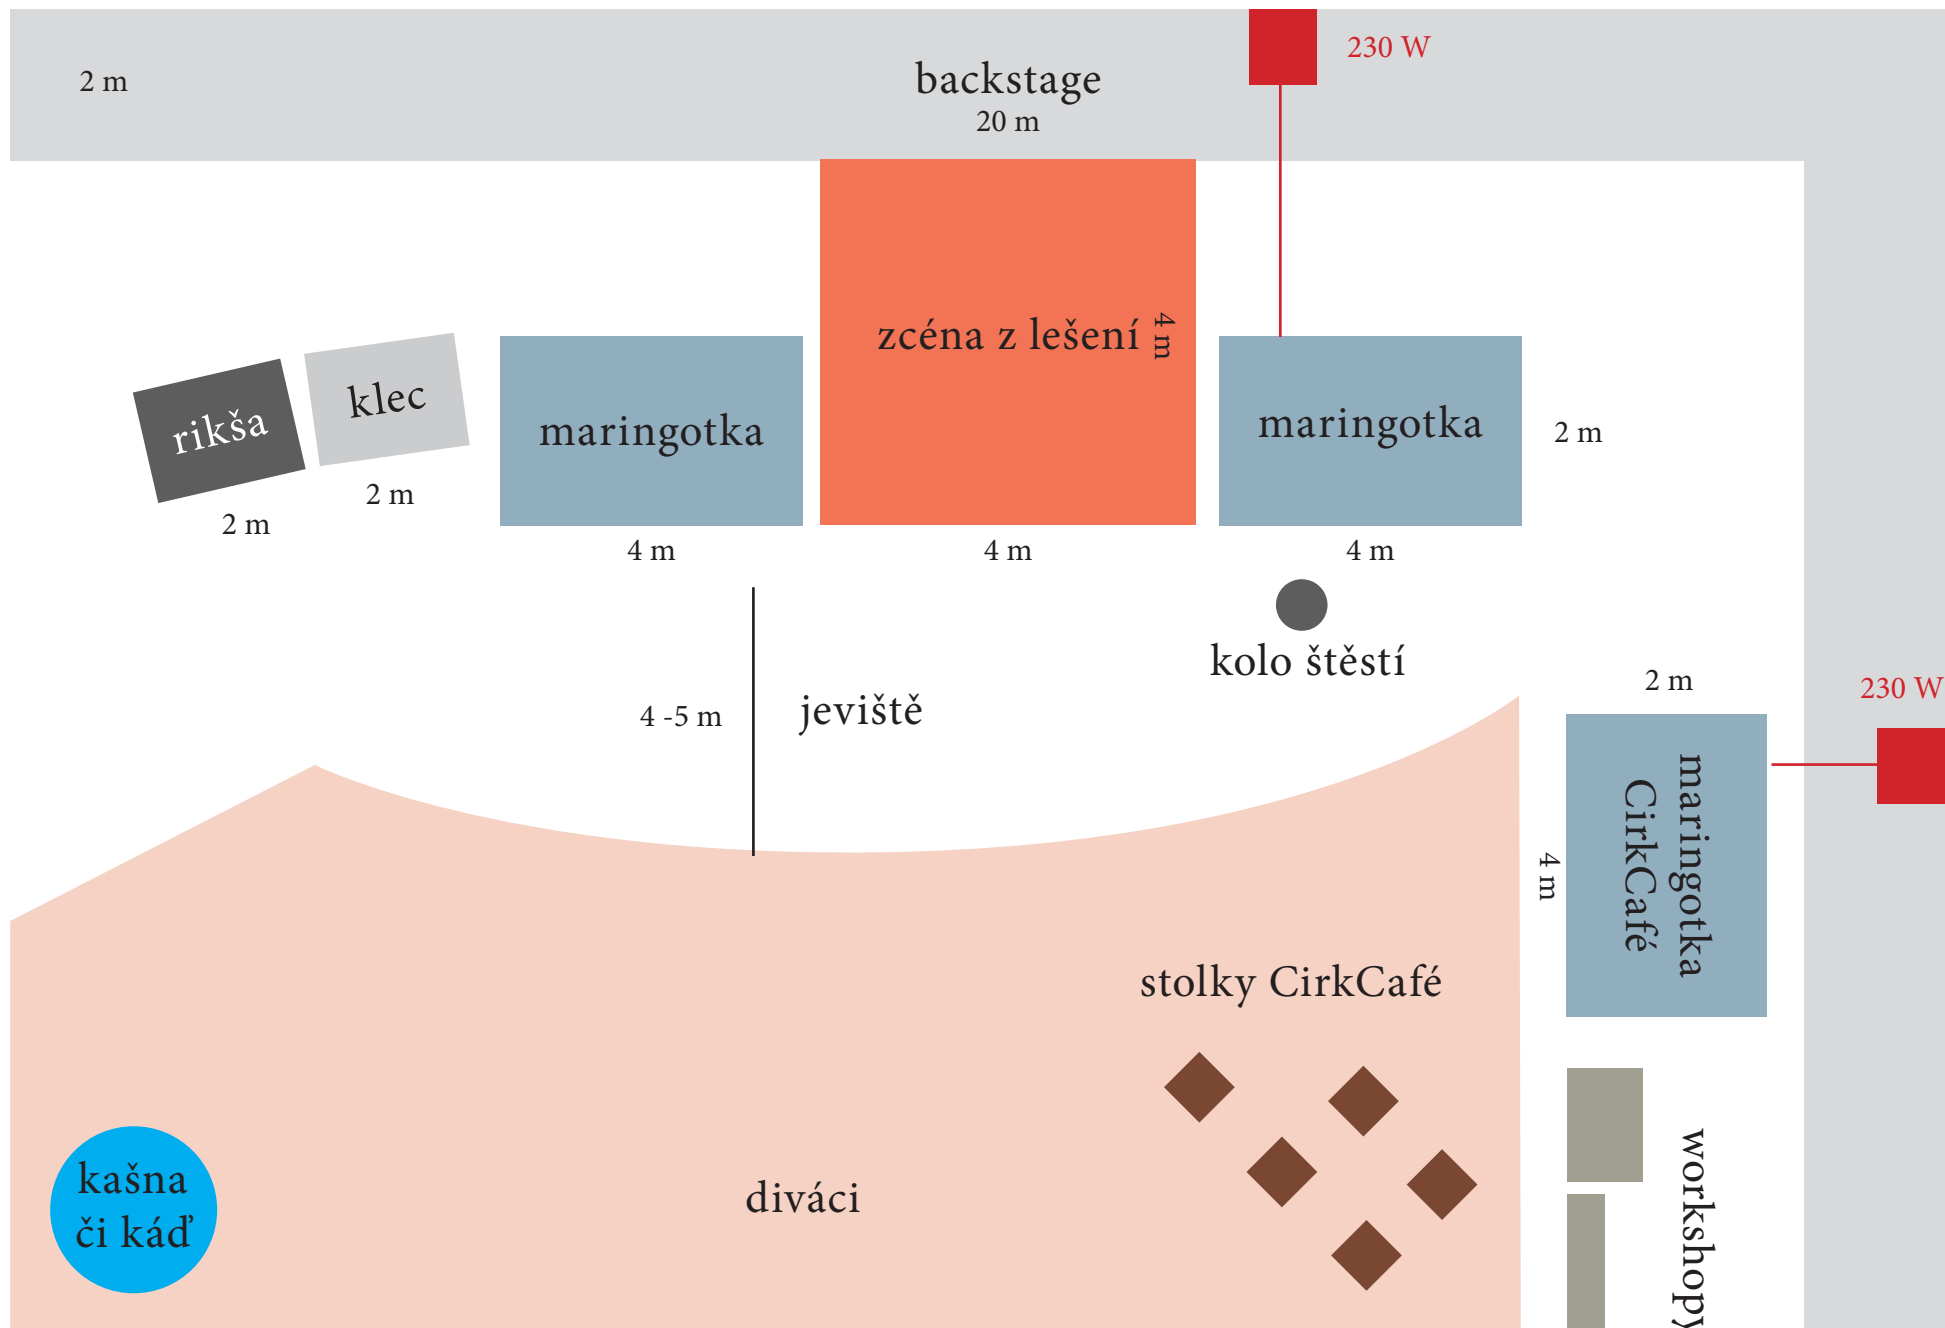 230 W
2 m
backstage
20 m
zcéna z lešení
4 m
rikša
klec
maringotka
maringotka
2 m
2 m
2 m
4 m
4 m
4 m
kolo štěstí
2 m
230 W
4 -5 m
jeviště
maringotka
CirkCafé
4 m
stolky CirkCafé
kašna
či káď
diváci
workshopy